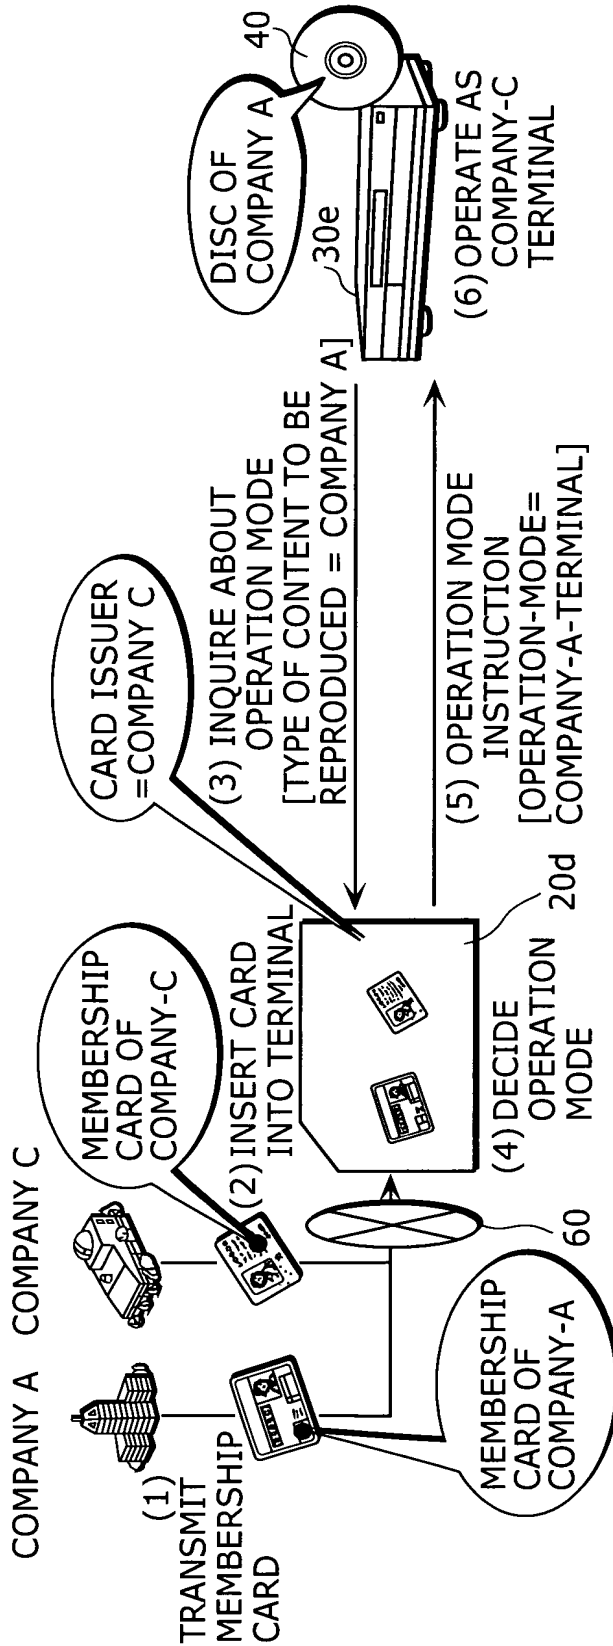 COMPANY A
COMPANY C
(1)
TRANSMIT
MEMBERSHIP
CARD
MEMBERSHIP
CARD OF
COMPANY-C
(2) INSERT CARD
INTO TERMINAL
MEMBERSHIP
CARD OF
COMPANY-A
60
(4) DECIDE
OPERATION
MODE
20d
CARD ISSUER
=COMPANY C
(3) INQUIRE ABOUT
OPERATION MODE
[TYPE OF CONTENT TO BE
REPRODUCED = COMPANY A]
(5) OPERATION MODE
INSTRUCTION
[OPERATION-MODE=
COMPANY-A-TERMINAL]
DISC OF
COMPANY A
40
30e
(6) OPERATE AS
COMPANY-C
TERMINAL